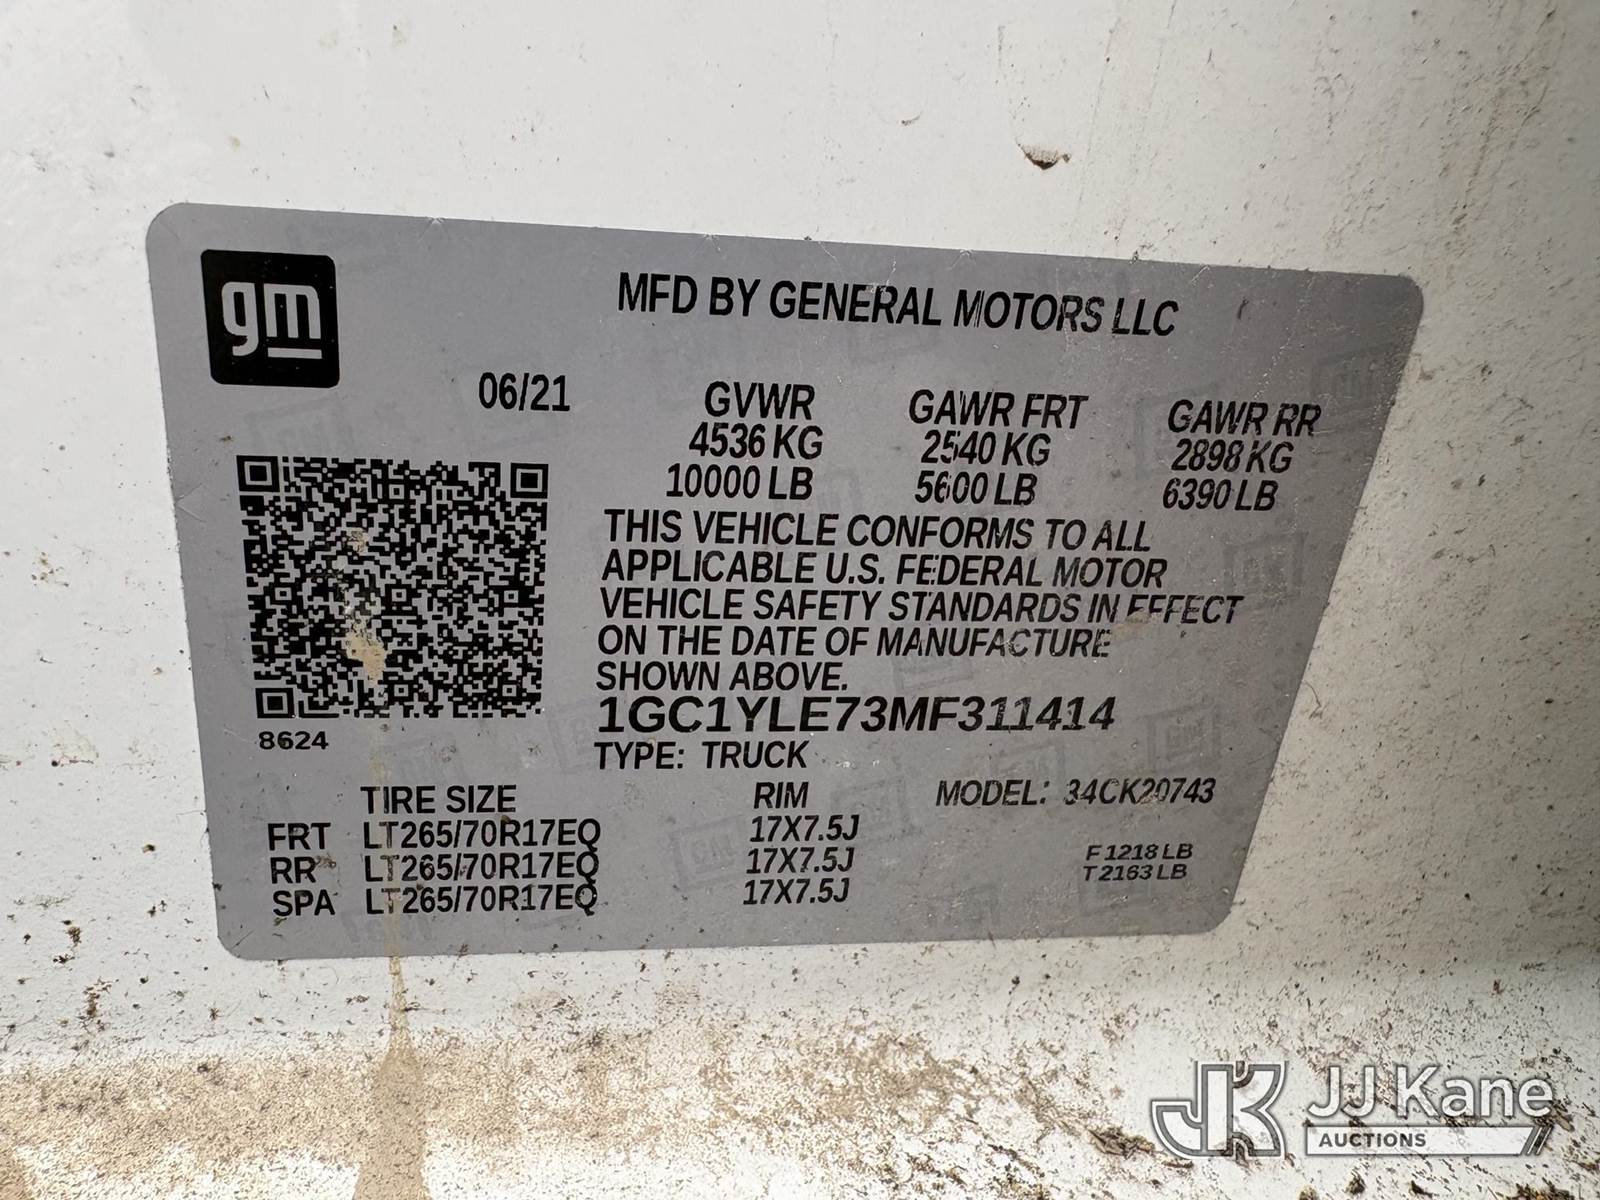 gm
MFD BY GENERAL MOTORS LLC
06/21
GVWR GAWR FRT GAWR RR
4536 KG 2540 KG 2898 KG
10000 LB 5600 LB 6390 LB
THIS VEHICLE CONFORMS TO ALL
APPLICABLE U.S. FEDERAL MOTOR
VEHICLE SAFETY STANDARDS IN EFFECT
ON THE DATE OF MANUFACTURE
SHOWN ABOVE.
1GC1YLE73MF311414
8624
TYPE: TRUCK
TIRE SIZE RIM MODEL: 34CK20743
FRT LT265/70R17EQ 17X7.5J
RR LT265/70R17EQ 17X7.5J
SPA LT265/70R17EQ 17X7.5J
F 1218 LB
T 2163 LB
JK JJ Kane
AUCTIONS